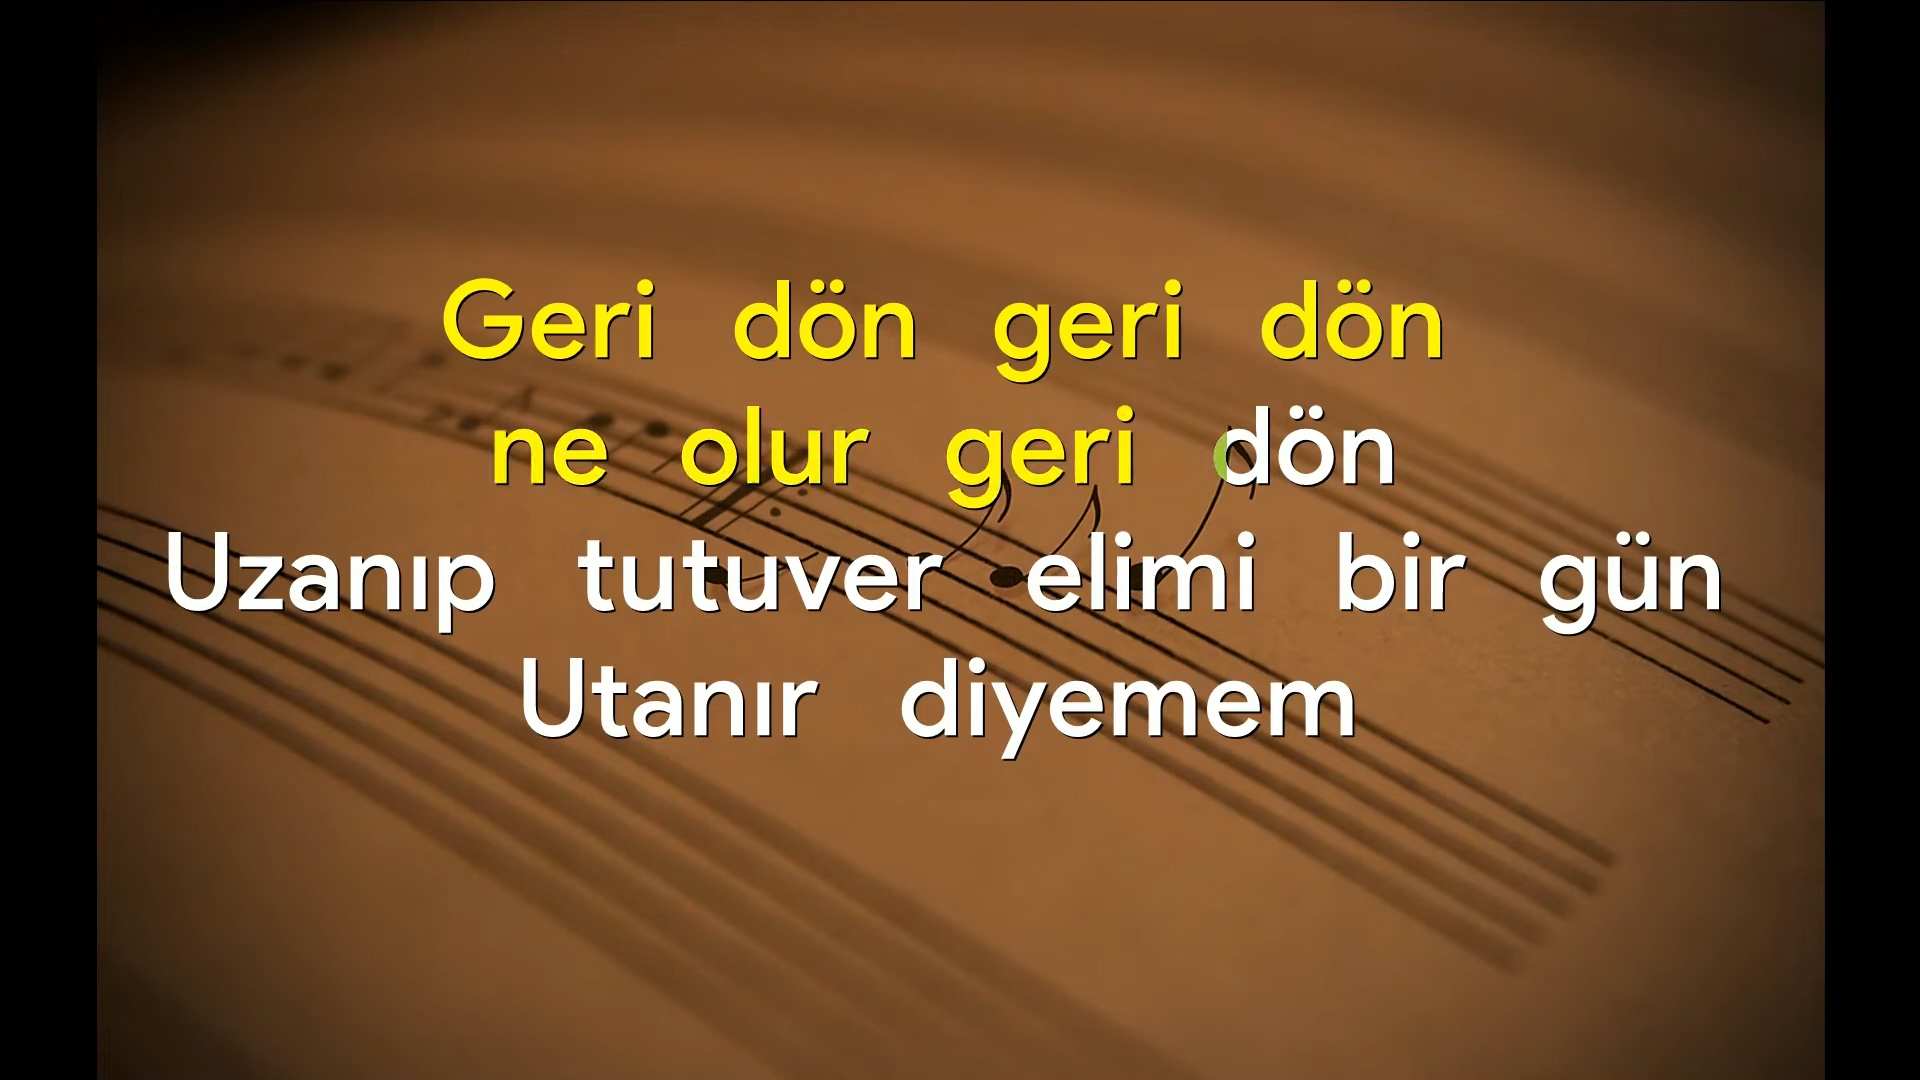 Geri dön geri dön
ne olur geri dön
Uzanıp tutuver elimi bir gün
Utanır diyemem